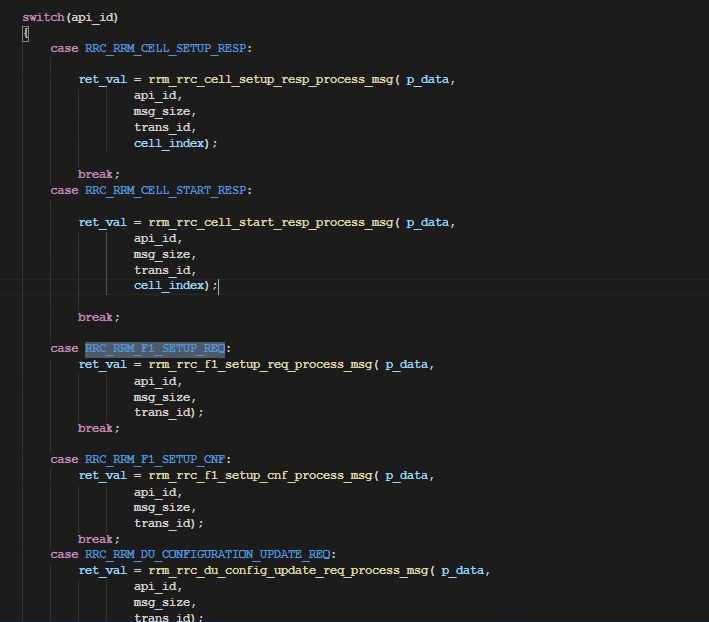 switch(api_id)
{
case RRC_RRM_CELL_SETUP_RESP:
ret_val = rrm_rrc_cell_setup_resp_process_msg( p_data,
api_id,
msg_size,
trans_id,
cell_index);
break;
case RRC_RRM_CELL_START_RESP:
ret_val = rrm_rrc_cell_start_resp_process_msg( p_data,
api_id,
msg_size,
trans_id,
cell_index);
break;
case RRC_RRM_F1_SETUP_REQ:
ret_val = rrm_rrc_f1_setup_req_process_msg( p_data,
api_id,
msg_size,
trans_id);
break;
case RRC_RRM_F1_SETUP_CNF:
ret_val = rrm_rrc_f1_setup_cnf_process_msg( p_data,
api_id,
msg_size,
trans_id);
break;
case RRC_RRM_DU_CONFIGURATION_UPDATE_REQ:
ret_val = rrm_rrc_du_config_update_req_process_msg( p_data,
api_id,
msg_size,
trans_id);